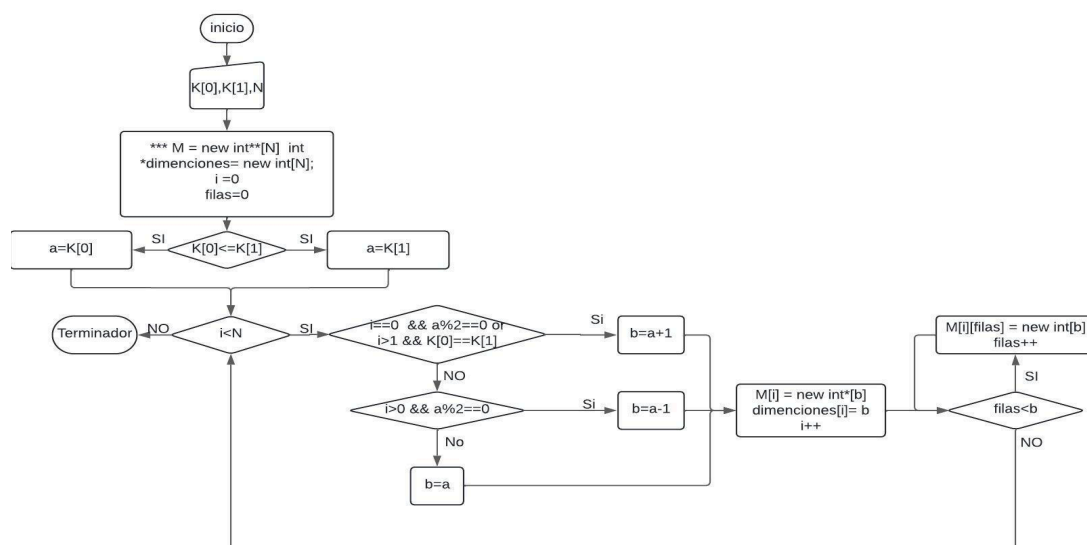 inicio
K[0],K[1],N
*** M = new int**[N]  int
*dimenciones= new int[N];
i =0
filas=0
a=K[0]
SI
K[0]<=K[1]
SI
a=K[1]
Terminador
NO
i<N
SI
i==0  && a%2==0 or
i>1 && K[0]==K[1]
Si
b=a+1
NO
i>0 && a%2==0
Si
b=a-1
No
b=a
M[i] = new int*[b]
dimenciones[i]= b
i++
M[i][filas] = new int[b]
filas++
SI
filas<b
NO